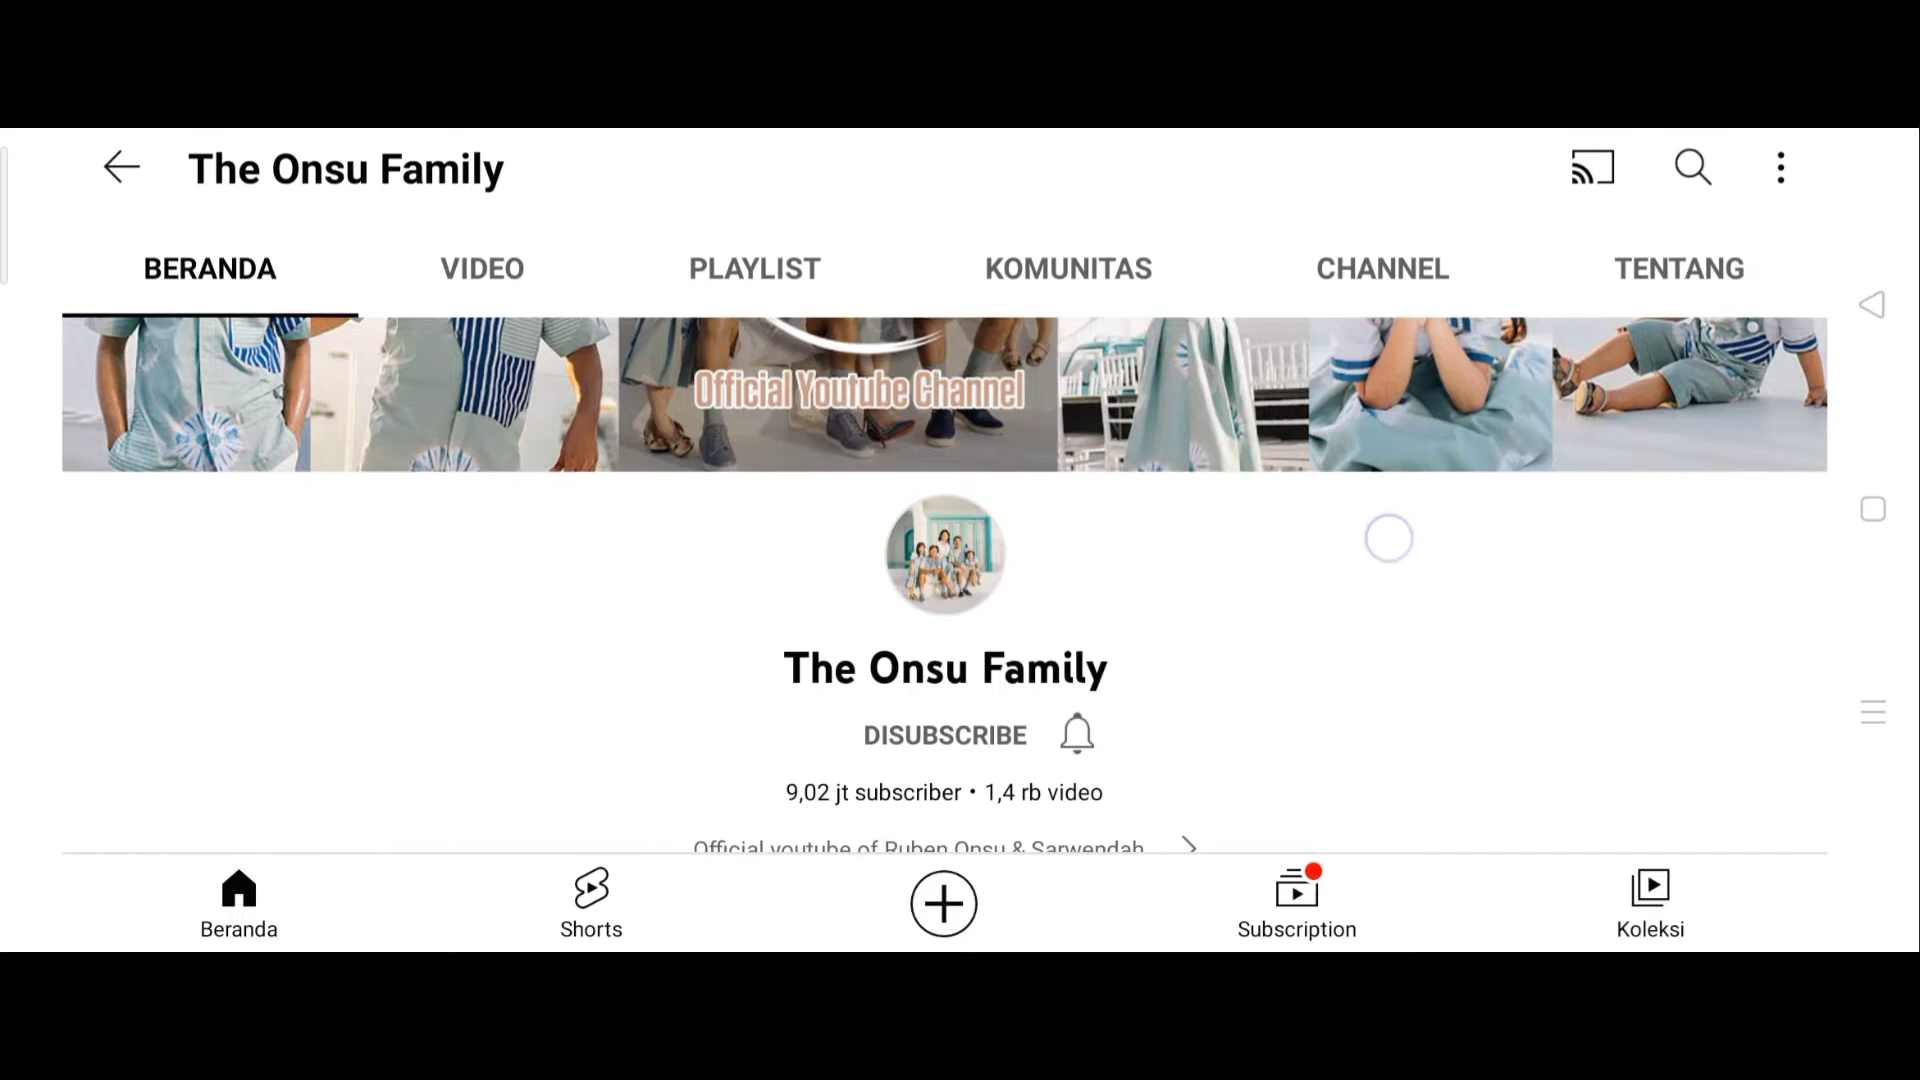 The Onsu Family
BERANDA VIDEO PLAYLIST KOMUNITAS CHANNEL TENTANG
Official Youtube Channel
The Onsu Family
DISUBSCRIBE
9,02 jt subscriber • 1,4 rb video
Official youtube of Ruben Onsu & Sarwendah
Beranda Shorts Subscription Koleksi